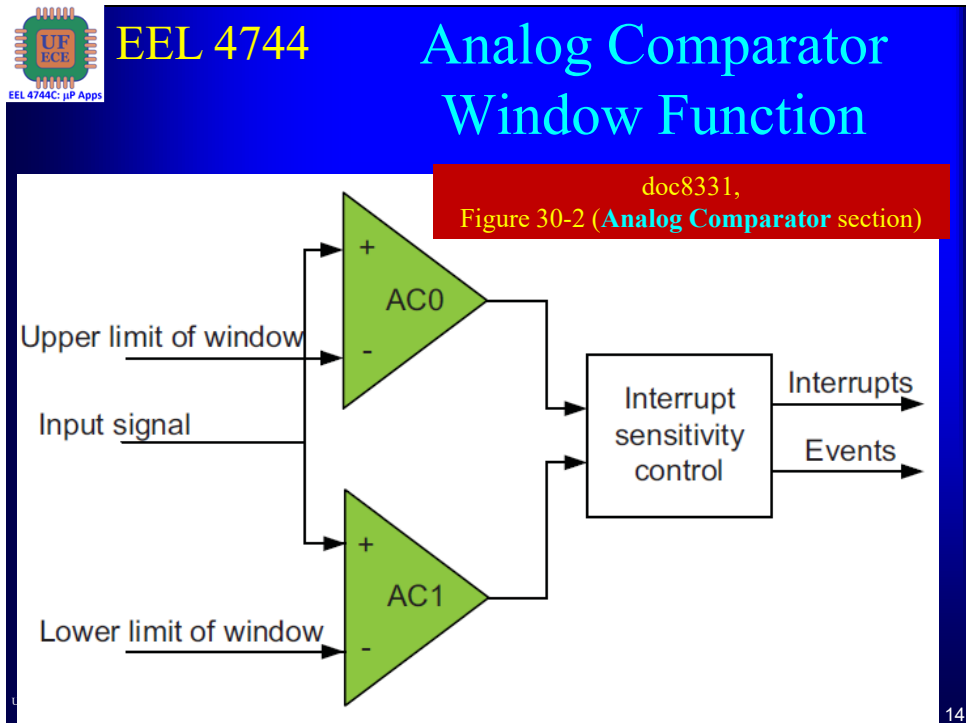 UF
ECE
EEL 4744C: µP Apps
EEL 4744
Analog Comparator
Window Function
doc8331,
Figure 30-2 (Analog Comparator section)
+
AC0
Upper limit of window
-
Input signal
Interrupt
sensitivity
control
Interrupts
Events
+
AC1
Lower limit of window
-
14